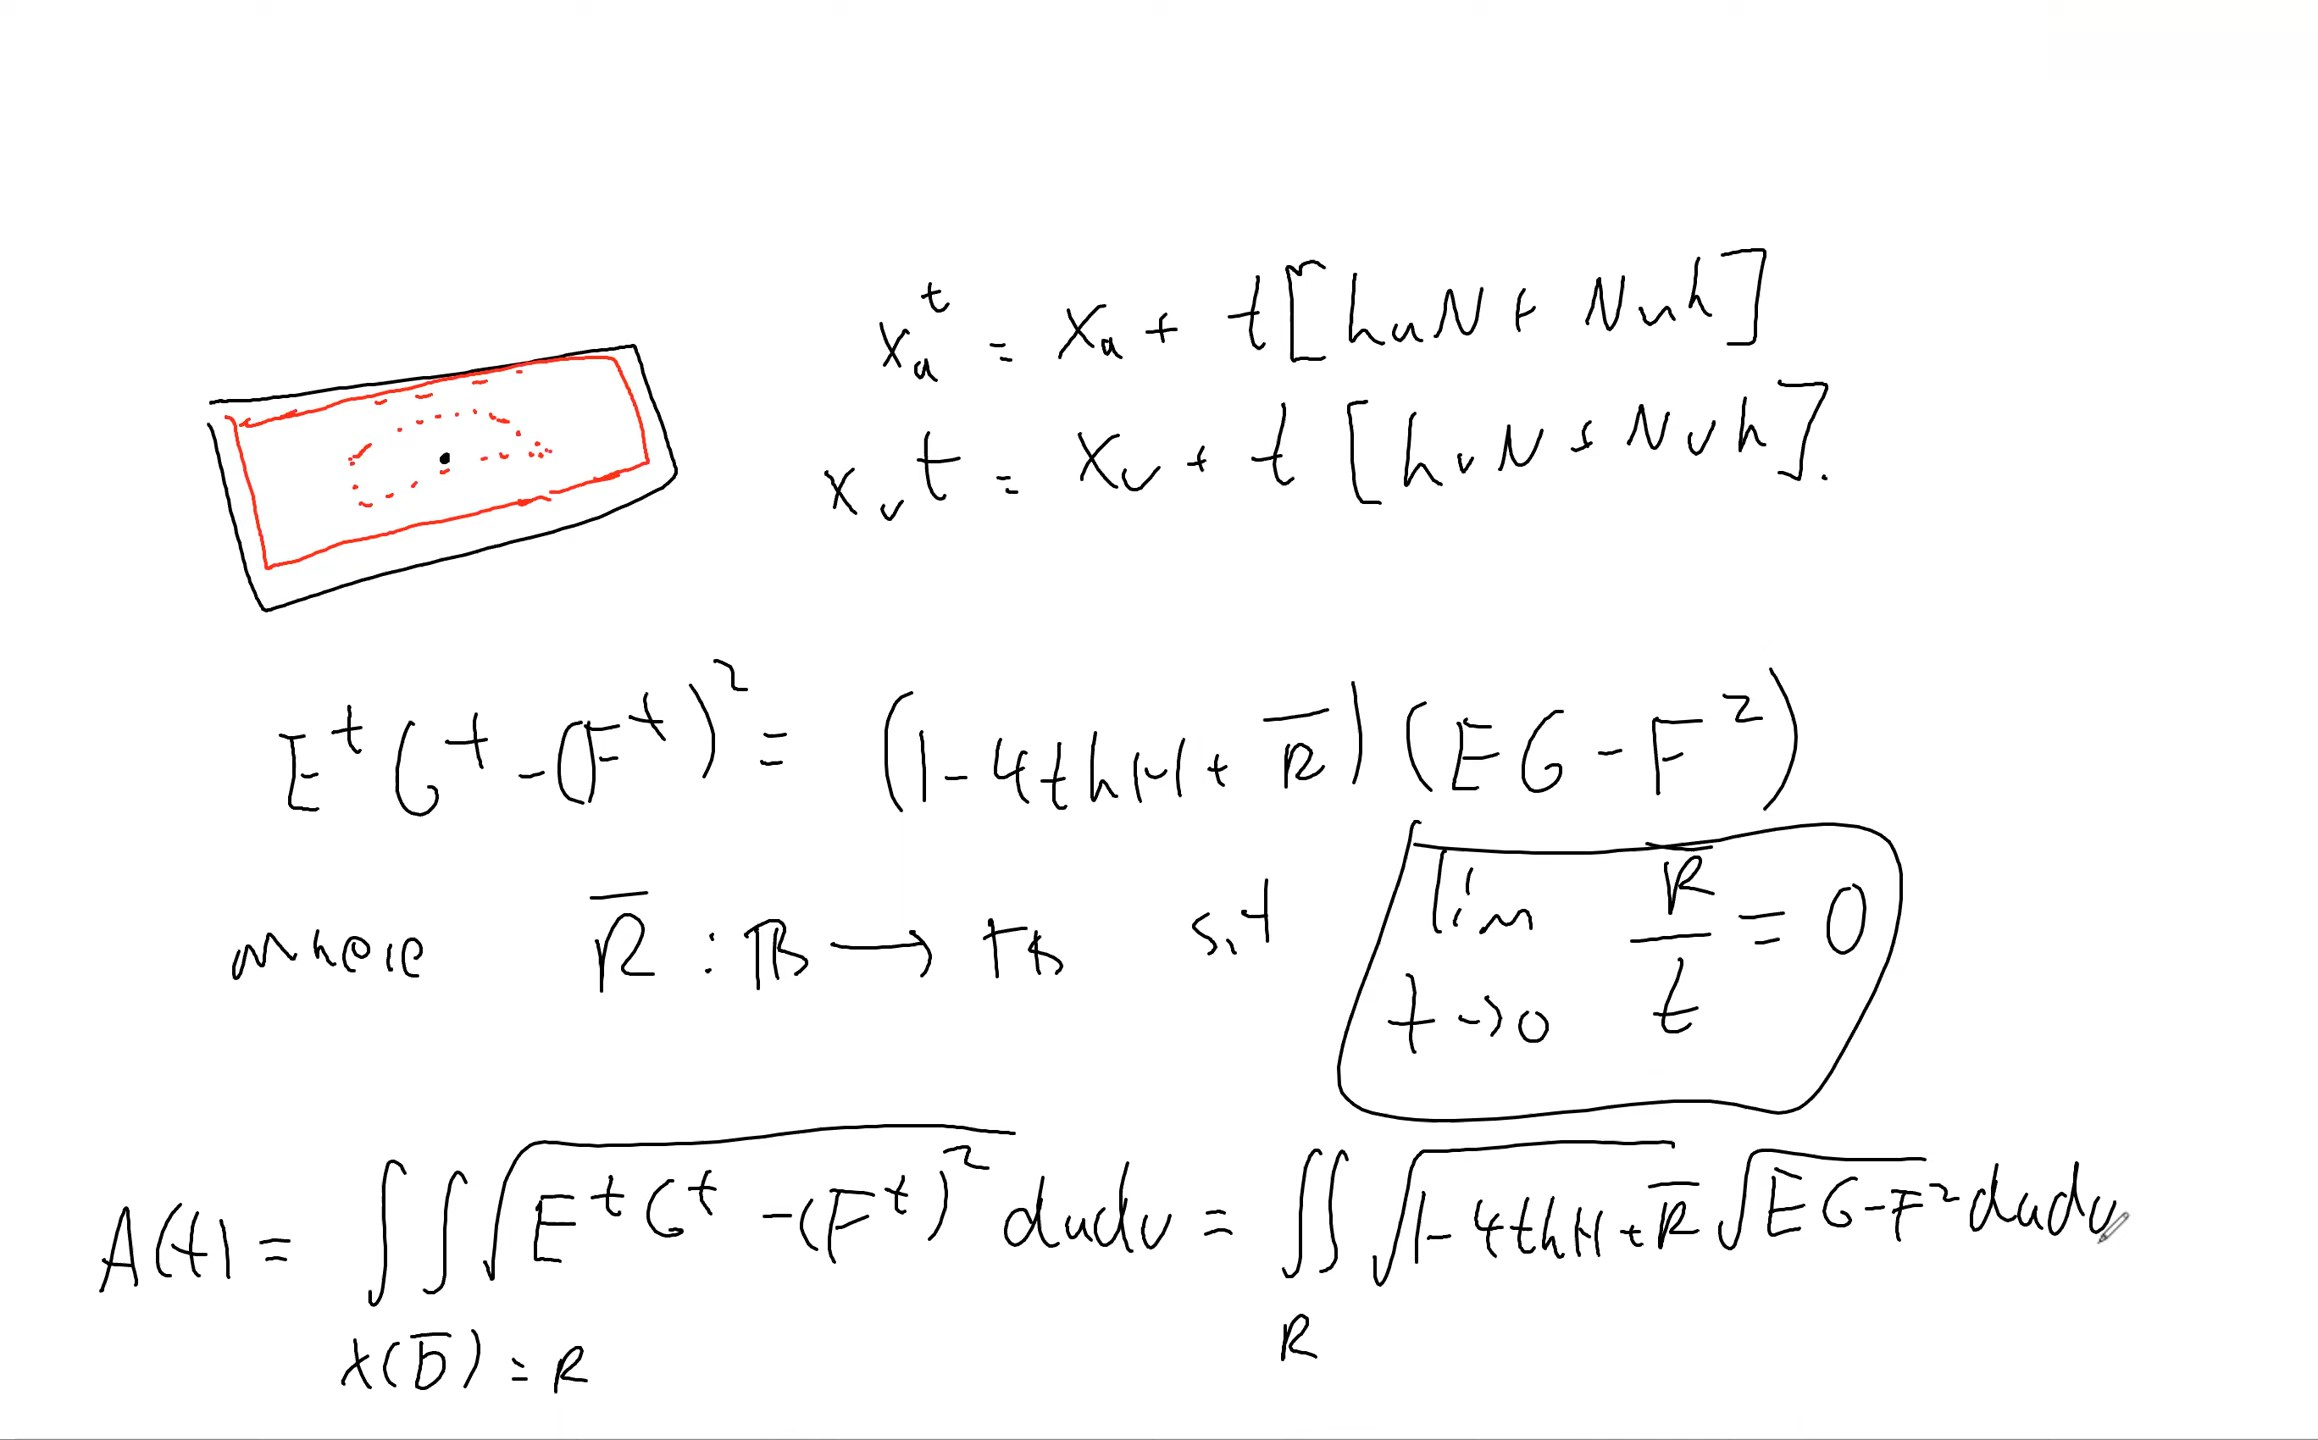 x_u^t = x_u + t[h_u N + N_u h]
x_v t = x_v + t [h_v N + N_v h].
E^t G^t - (F^t)^2 = (1 - 4thH + R̅)(EG - F^2)
where R̅ : ℝ → ℝ s.t lim_{t→0} R̅/t = 0
A(t) = ∫∫_{x(D̅) = R} √(E^t G^t - (F^t)^2) du dv = ∫∫_R √(1 - 4thH + R̅) √(EG - F^2) du dv